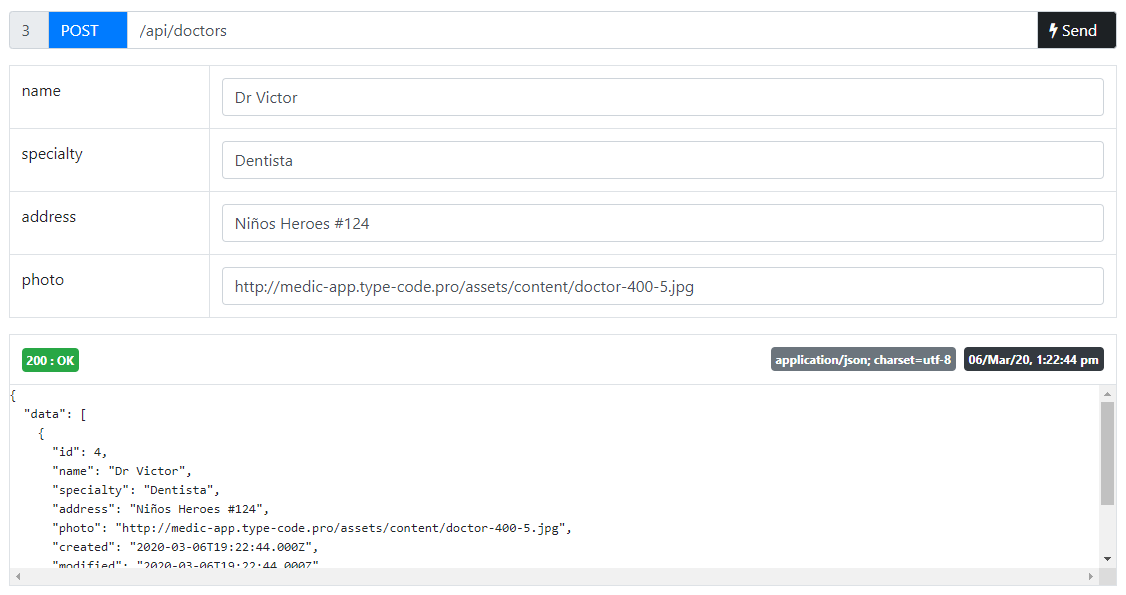 3 POST /api/doctors Send
name Dr Victor
specialty Dentista
address Niños Heroes #124
photo http://medic-app.type-code.pro/assets/content/doctor-400-5.jpg
200 : OK application/json; charset=utf-8 06/Mar/20, 1:22:44 pm
{
"data": [
{
"id": 4,
"name": "Dr Victor",
"specialty": "Dentista",
"address": "Niños Heroes #124",
"photo": "http://medic-app.type-code.pro/assets/content/doctor-400-5.jpg",
"created": "2020-03-06T19:22:44.000Z",
"modified": "2020-03-06T19:22:44.000Z"